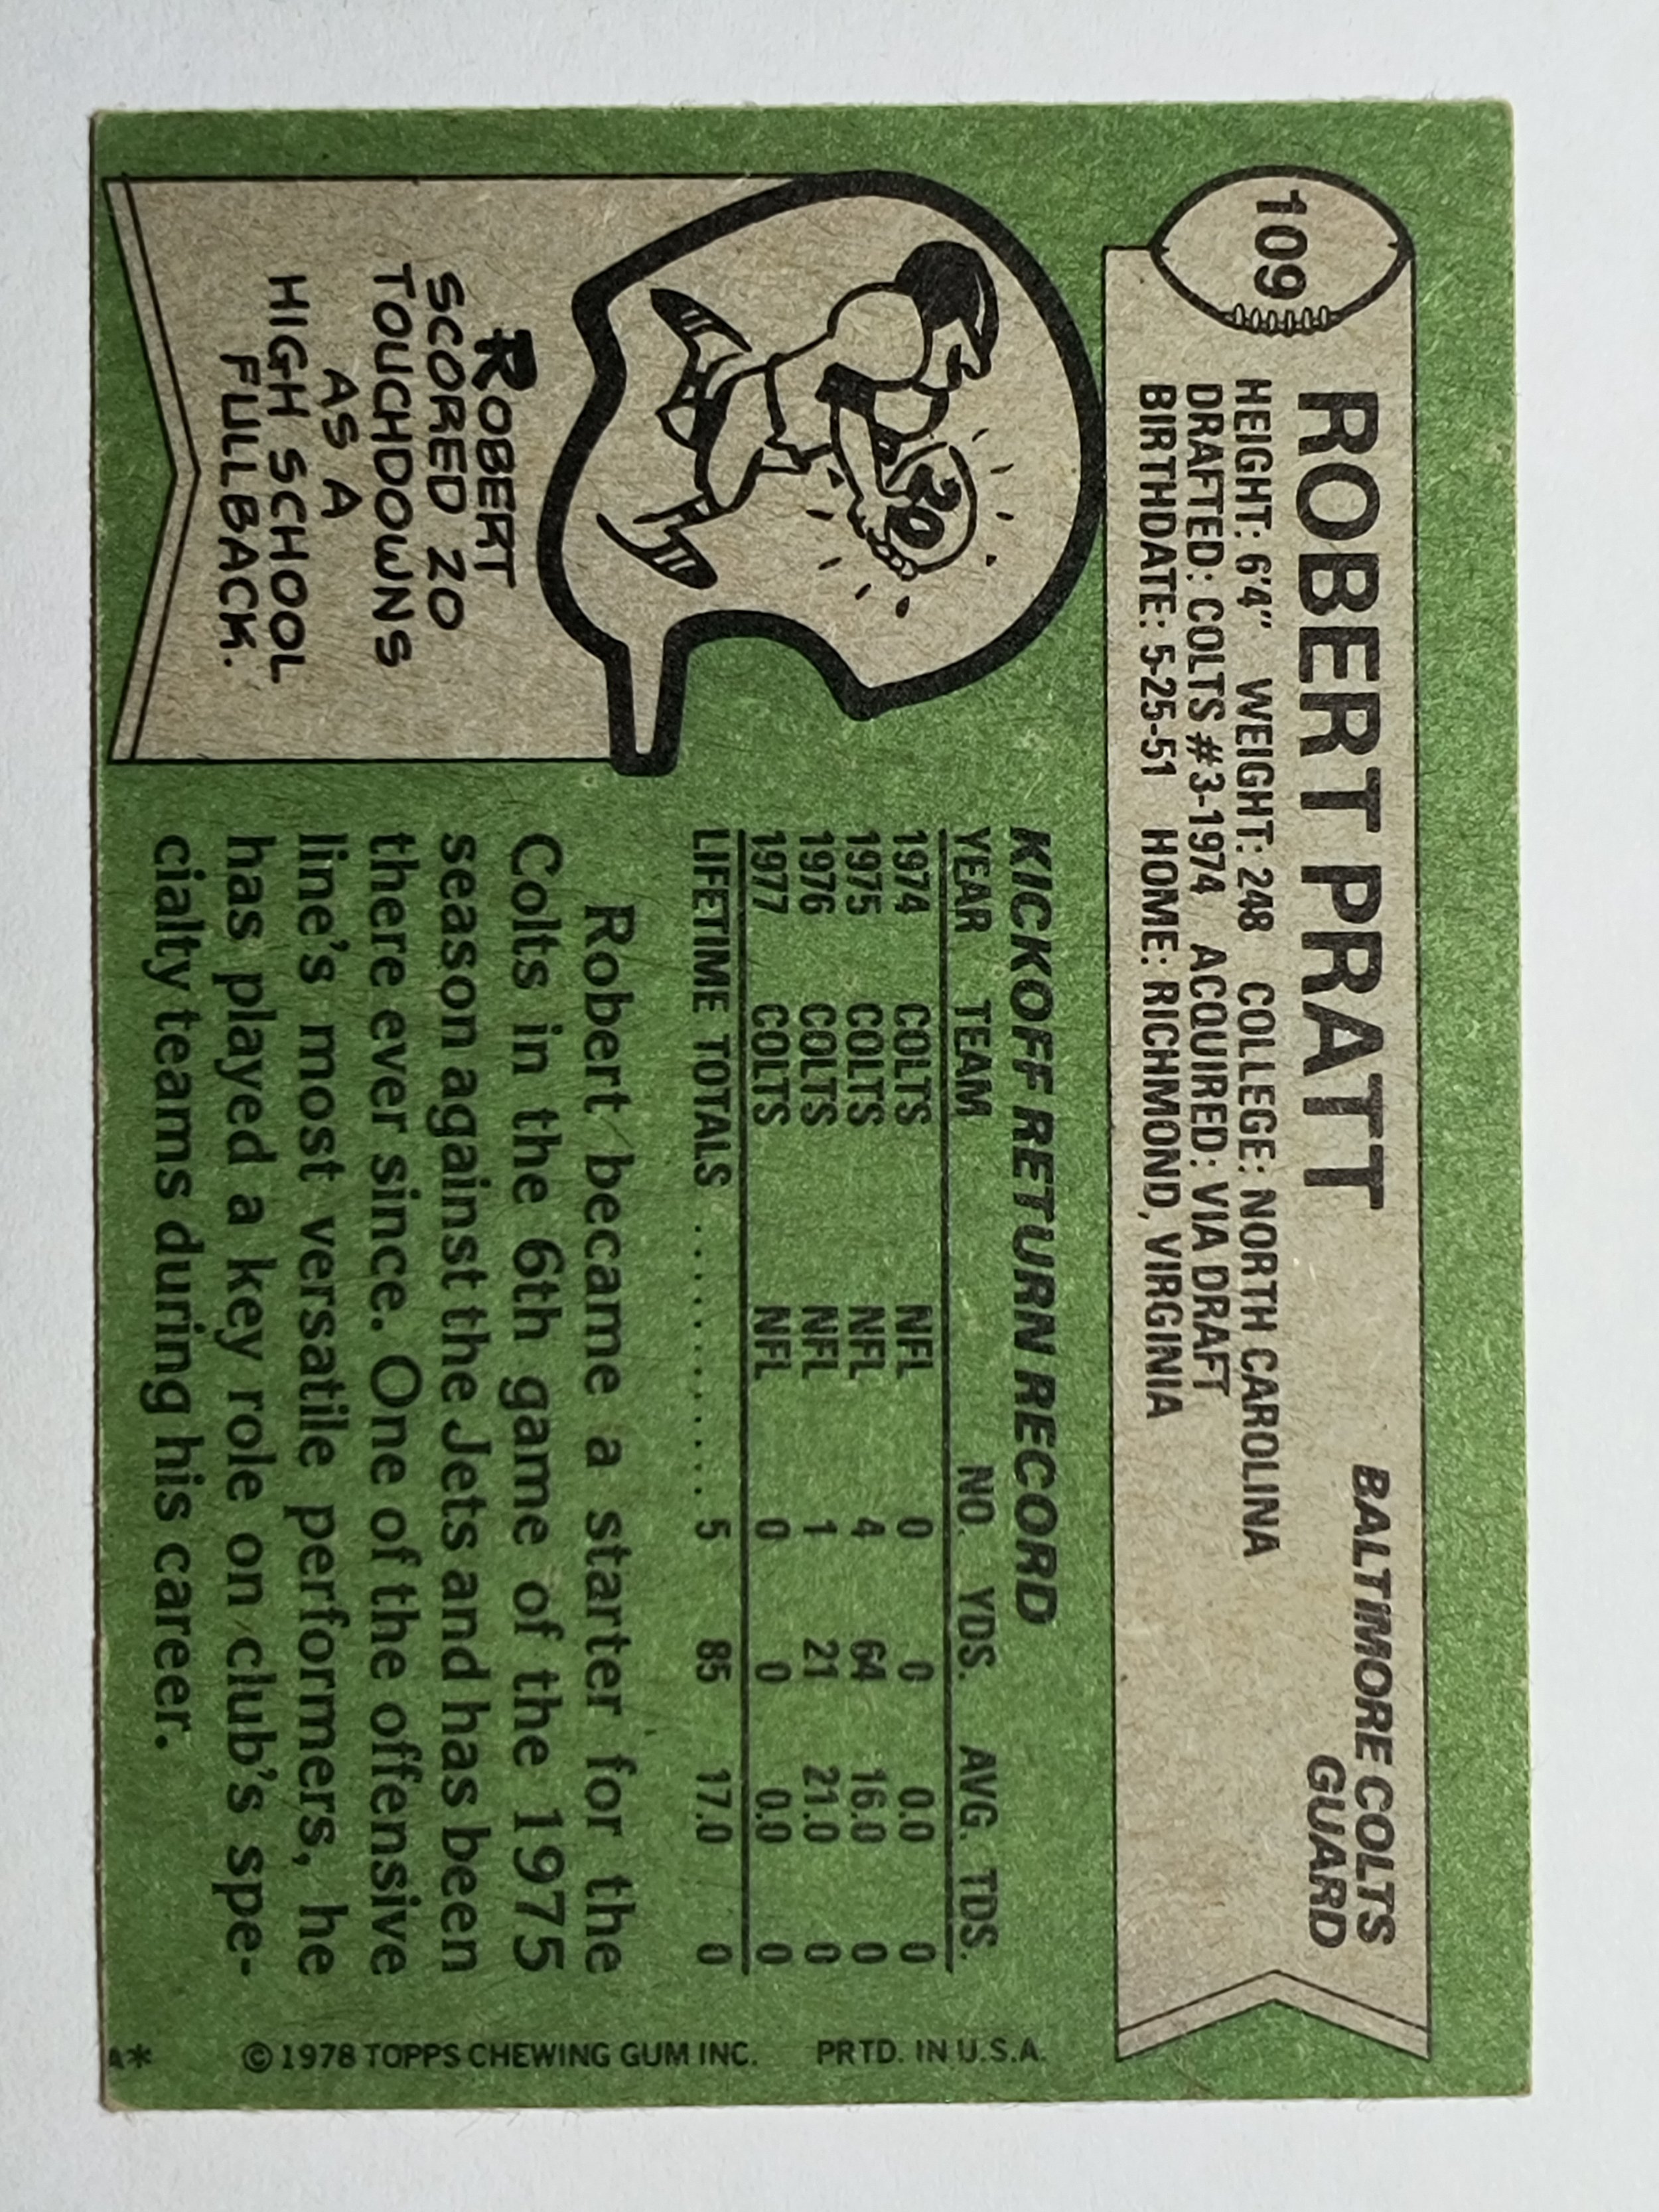 109
ROBERT PRATT
BALTIMORE COLTS
GUARD
HEIGHT: 6'4" WEIGHT: 248 COLLEGE: NORTH CAROLINA
DRAFTED: COLTS #3-1974 ACQUIRED: VIA DRAFT
BIRTHDATE: 5-25-51 HOME: RICHMOND, VIRGINIA
ROBERT
SCORED 20
TOUCHDOWNS
AS A
HIGH SCHOOL
FULLBACK.
20
KICKOFF RETURN RECORD
YEAR TEAM NO. YDS. AVG. TDS.
1974 COLTS NFL 0 0 0.0 0
1975 COLTS NFL 4 64 16.0 0
1976 COLTS NFL 1 21 21.0 0
1977 COLTS NFL 0 0 0.0 0
LIFETIME TOTALS .......... 5 85 17.0 0
Robert became a starter for the
Colts in the 6th game of the 1975
season against the Jets and has been
there ever since. One of the offensive
line's most versatile performers, he
has played a key role on club's spe-
cialty teams during his career.
© 1978 TOPPS CHEWING GUM INC. PRTD. IN U.S.A.
A*